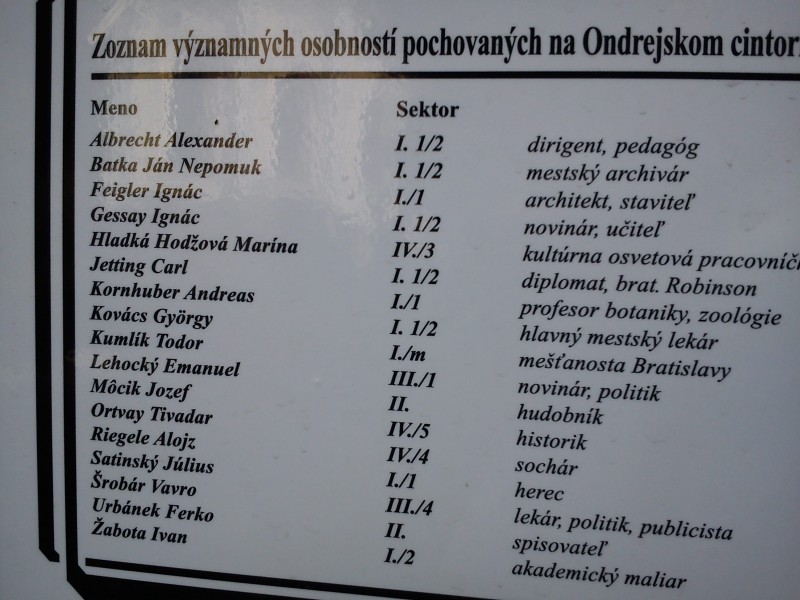 Zoznam významných osobností pochovaných na Ondrejskom
Meno Sektor
Albrecht Alexander I. 1/2 dirigent, pedagóg
Batka Ján Nepomuk I. 1/2 mestský archivár
Feigler Ignác I./1 architekt, staviteľ
Gessay Ignác I. 1/2 novinár, učiteľ
Hladká Hodžová Marína IV./3 kultúrna osvetová
Jetting Carl I. 1/2 diplomat, brat. Robinson
Kornhuber Andreas I./1 profesor botaniky, zoológie
Kovács György I. 1/2 hlavný mestský lekár
Kumlík Todor I./m mešťanosta Bratislavy
Lehocký Emanuel III./1 novinár, politik
Môcik Jozef II. hudobník
Ortvay Tivadar IV./5 historik
Riegele Alojz IV./4 sochár
Satinský Július I./1 herec
Šrobár Vavro III./4 lekár, politik, publicista
Urbánek Ferko II. spisovateľ
Žabota Ivan I./2 akademický maliar